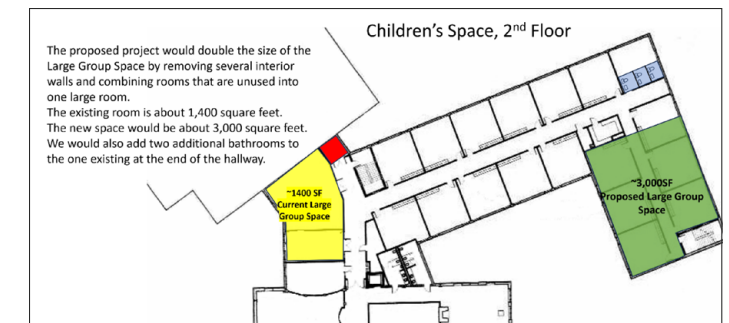 Children's Space, 2nd Floor
The proposed project would double the size of the
Large Group Space by removing several interior
walls and combining rooms that are unused into
one large room.
The existing room is about 1,400 square feet.
The new space would be about 3,000 square feet.
We would also add two additional bathrooms to
the one existing at the end of the hallway.
~1400 SF
Current Large
Group Space
~3,000SF
Proposed Large Group
Space